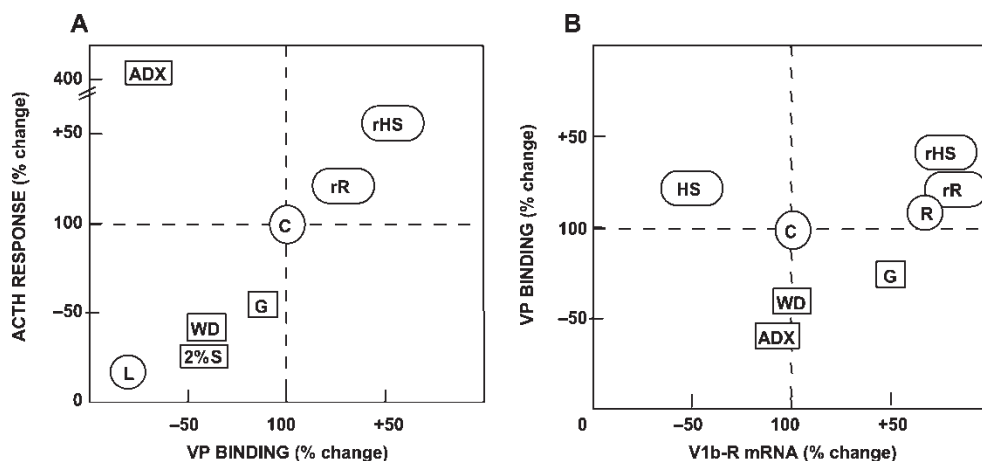 A
ACTH RESPONSE (% change)
400
+50
100
–50
0
ADX
rHS
rR
C
G
WD
2%S
L
–50 100 +50
VP BINDING (% change)
B
VP BINDING (% change)
+50
100
–50
rHS
HS
rR
R
C
G
WD
ADX
0 –50 100 +50
V1b-R mRNA (% change)